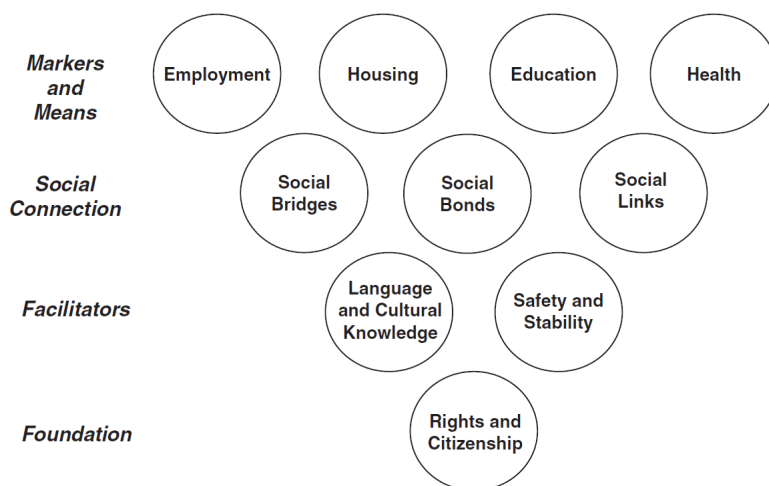 Markers
and
Means
Employment
Housing
Education
Health
Social
Connection
Social
Bridges
Social
Bonds
Social
Links
Facilitators
Language
and Cultural
Knowledge
Safety and
Stability
Foundation
Rights and
Citizenship